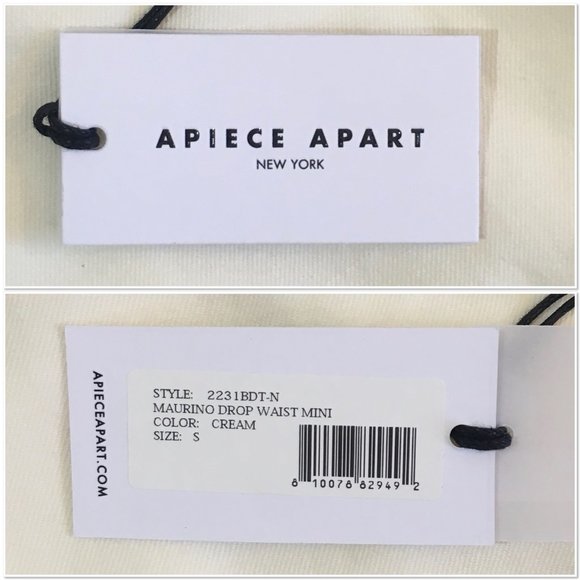 APIECE APART
NEW YORK
APIECEAPART.COM
STYLE: 2231BDT-N
MAURINO DROP WAIST MINI
COLOR: CREAM
SIZE: S
8 10078 82949 2